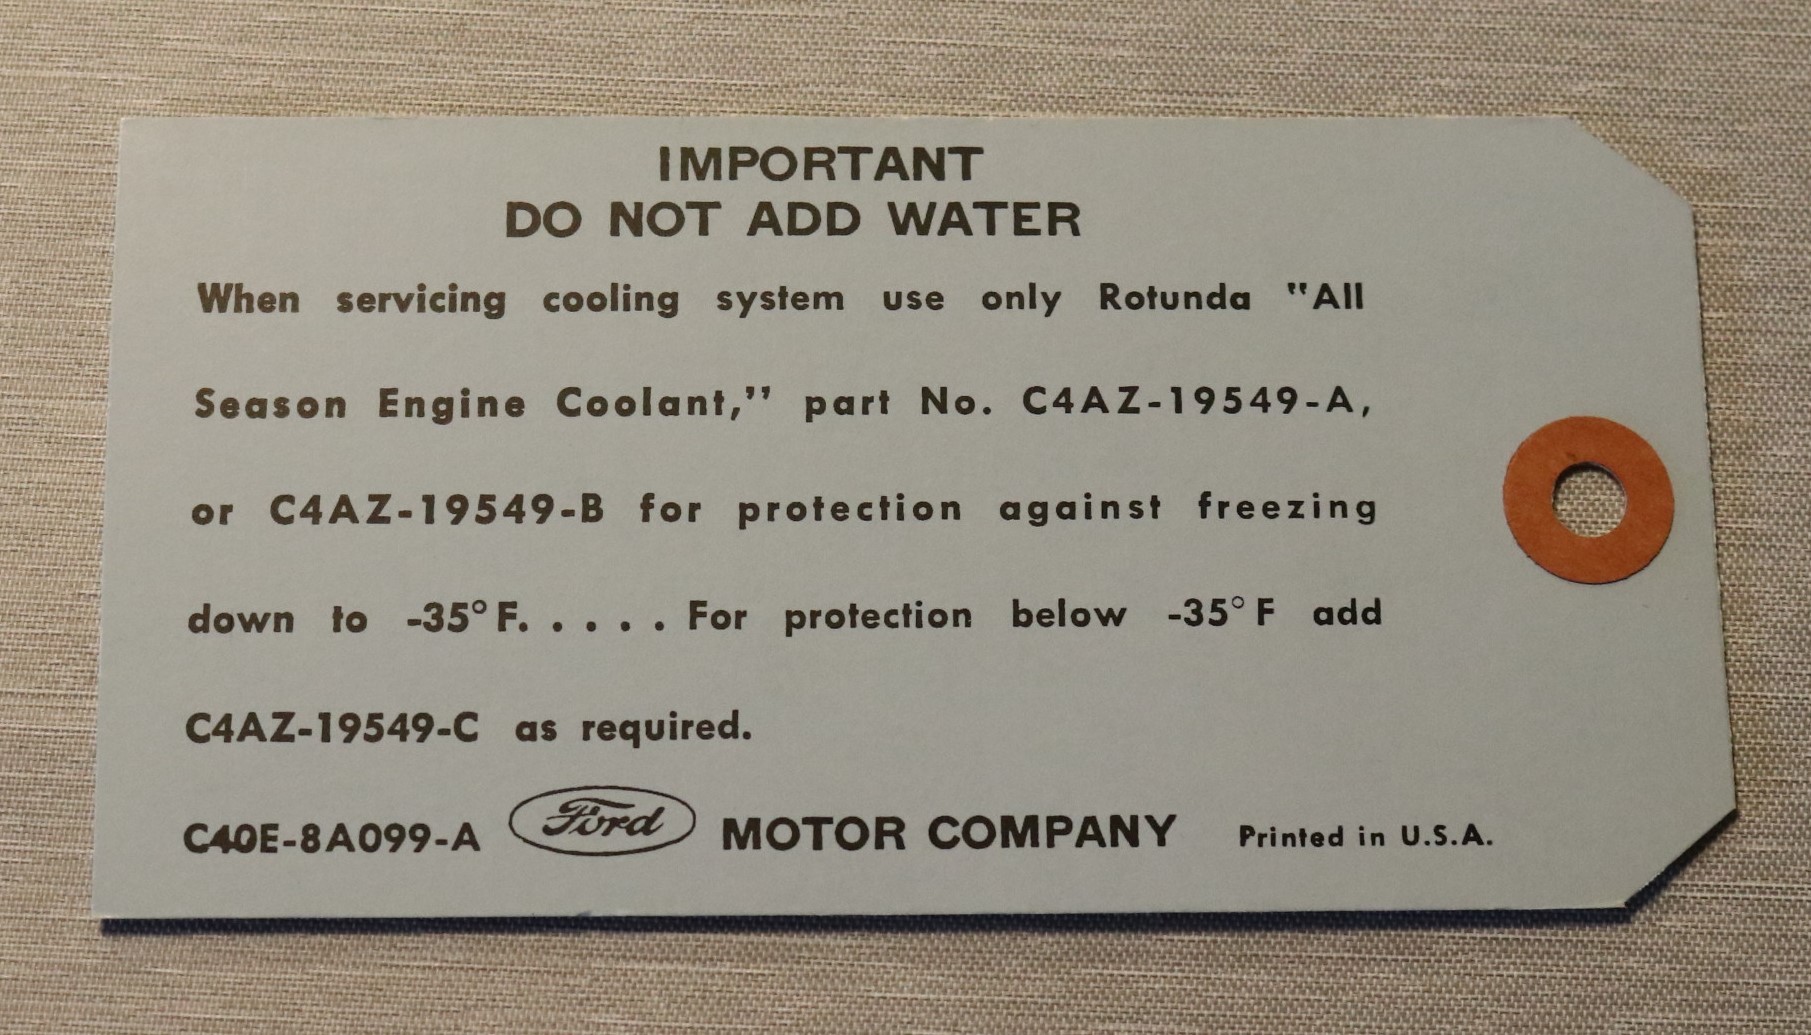 IMPORTANT
DO NOT ADD WATER
When servicing cooling system use only Rotunda "All
Season Engine Coolant," part No. C4AZ-19549-A,
or C4AZ-19549-B for protection against freezing
down to -35° F. . . . . For protection below -35° F add
C4AZ-19549-C as required.
C40E-8A099-A Ford MOTOR COMPANY Printed in U.S.A.